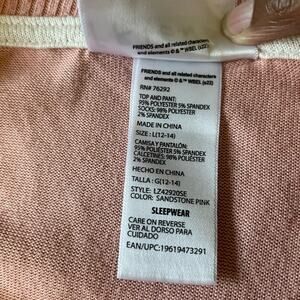 FRIENDS and all related characters
and elements © & ™ WBEI. (s22)
FRIENDS and all related characters
and elements © & ™ WBEI. (s22)
RN# 76292
TOP AND PANT:
95% POLYESTER 5% SPANDEX
SOCKS: 98% POLYESTER
2% SPANDEX
MADE IN CHINA
SIZE: L(12-14)
CAMISA Y PANTALÓN:
95% POLIÉSTER 5% SPANDEX
CALCETINES: 98% POLIÉSTER
2% SPANDEX
HECHO EN CHINA
TALLA: G(12-14)
STYLE: LZ42920SE
COLOR: SANDSTONE PINK
SLEEPWEAR
CARE ON REVERSE
VER AL DORSO PARA
CUIDADO
EAN/UPC:19619473291